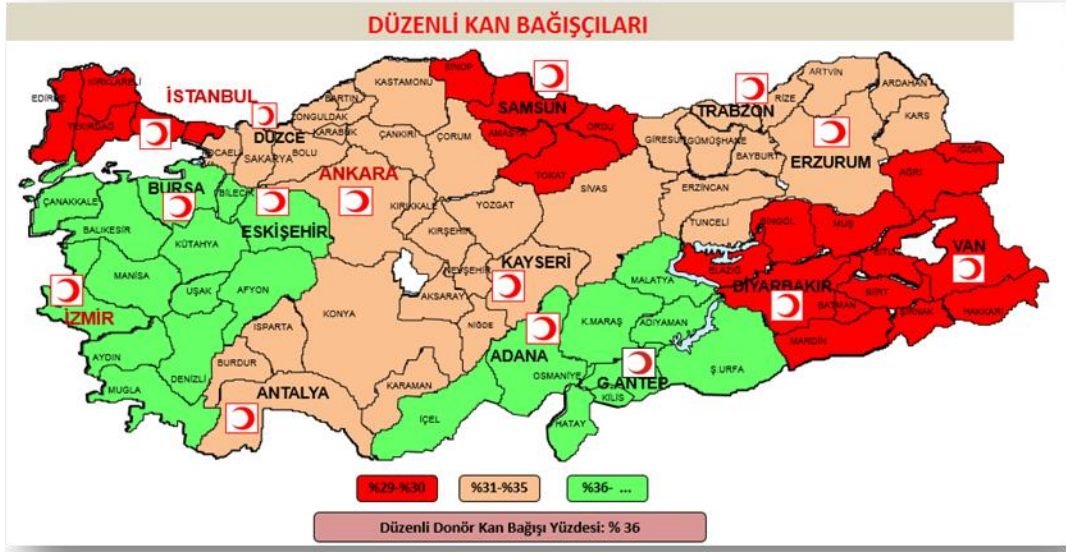 DÜZENLİ KAN BAĞIŞÇILARI
SİNOP
KASTAMONU
ARTVİN
ARDAHAN
KIRKLARELİ
EDİRNE
İSTANBUL
BARTIN
SAMSUN
TRABZON
RİZE
TEKİRDAĞ
ZONGULDAK
KARABÜK
DÜZCE
ÇANKIRI
ÇORUM
AMASYA
ORDU
GİRESUN
GÜMÜŞHANE
KARS
KOCAELİ
SAKARYA
BOLU
BAYBURT
ERZURUM
IĞDIR
ANKARA
TOKAT
AĞRI
BURSA
BİLECİK
SİVAS
ERZİNCAN
ÇANAKKALE
KIRIKKALE
YOZGAT
ESKİŞEHİR
TUNCELİ
BİNGÖL
MUŞ
BALIKESİR
KÜTAHYA
KIRŞEHİR
VAN
BİTLİS
KAYSERİ
NEVŞEHİR
ELAZIĞ
MANİSA
MALATYA
DİYARBAKIR
UŞAK
AFYON
AKSARAY
SİİRT
BATMAN
İZMİR
KONYA
ŞIRNAK
HAKKARİ
ISPARTA
NİĞDE
K.MARAŞ
ADIYAMAN
MARDİN
AYDIN
BURDUR
ADANA
DENİZLİ
OSMANİYE
Ş.URFA
MUGLA
KARAMAN
G.ANTEP
ANTALYA
KİLİS
İÇEL
HATAY
%29-%30 %31-%35 %36- ...
Düzenli Donör Kan Bağışı Yüzdesi: % 36